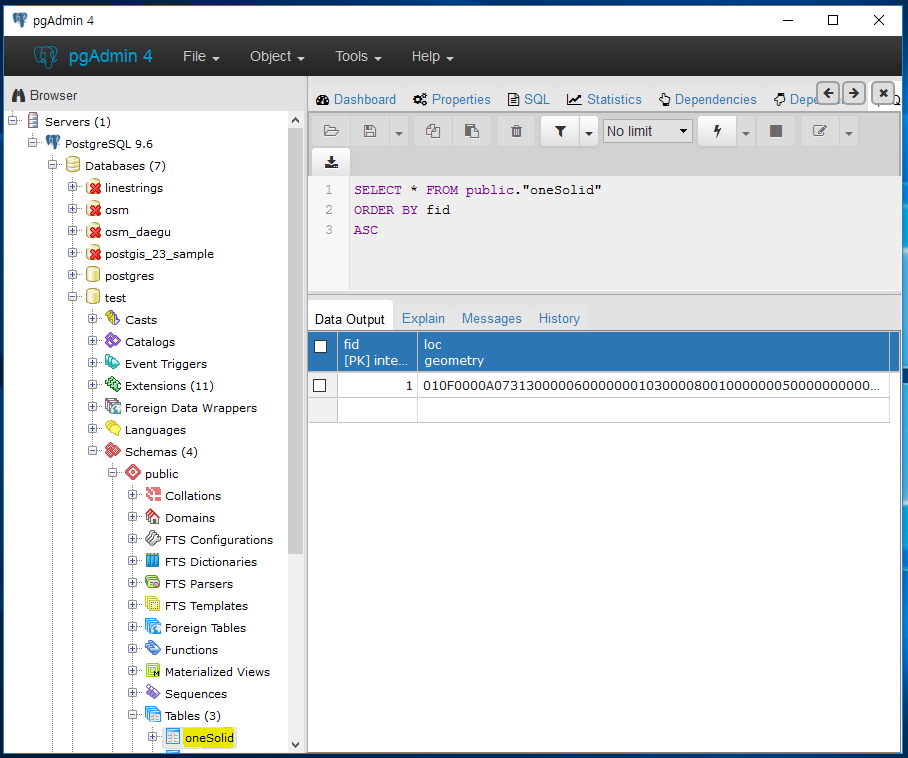 pgAdmin 4
pgAdmin 4 File Object Tools Help
Browser
Servers (1)
PostgreSQL 9.6
Databases (7)
linestrings
osm
osm_daegu
postgis_23_sample
postgres
test
Casts
Catalogs
Event Triggers
Extensions (11)
Foreign Data Wrappers
Languages
Schemas (4)
public
Collations
Domains
FTS Configurations
FTS Dictionaries
FTS Parsers
FTS Templates
Foreign Tables
Functions
Materialized Views
Sequences
Tables (3)
oneSolid
Dashboard Properties SQL Statistics Dependencies Depe
No limit
1 SELECT * FROM public."oneSolid"
2 ORDER BY fid
3 ASC
Data Output Explain Messages History
fid loc
[PK] inte... geometry
1 010F0000A0731300000600000001030000800100000005000000000...